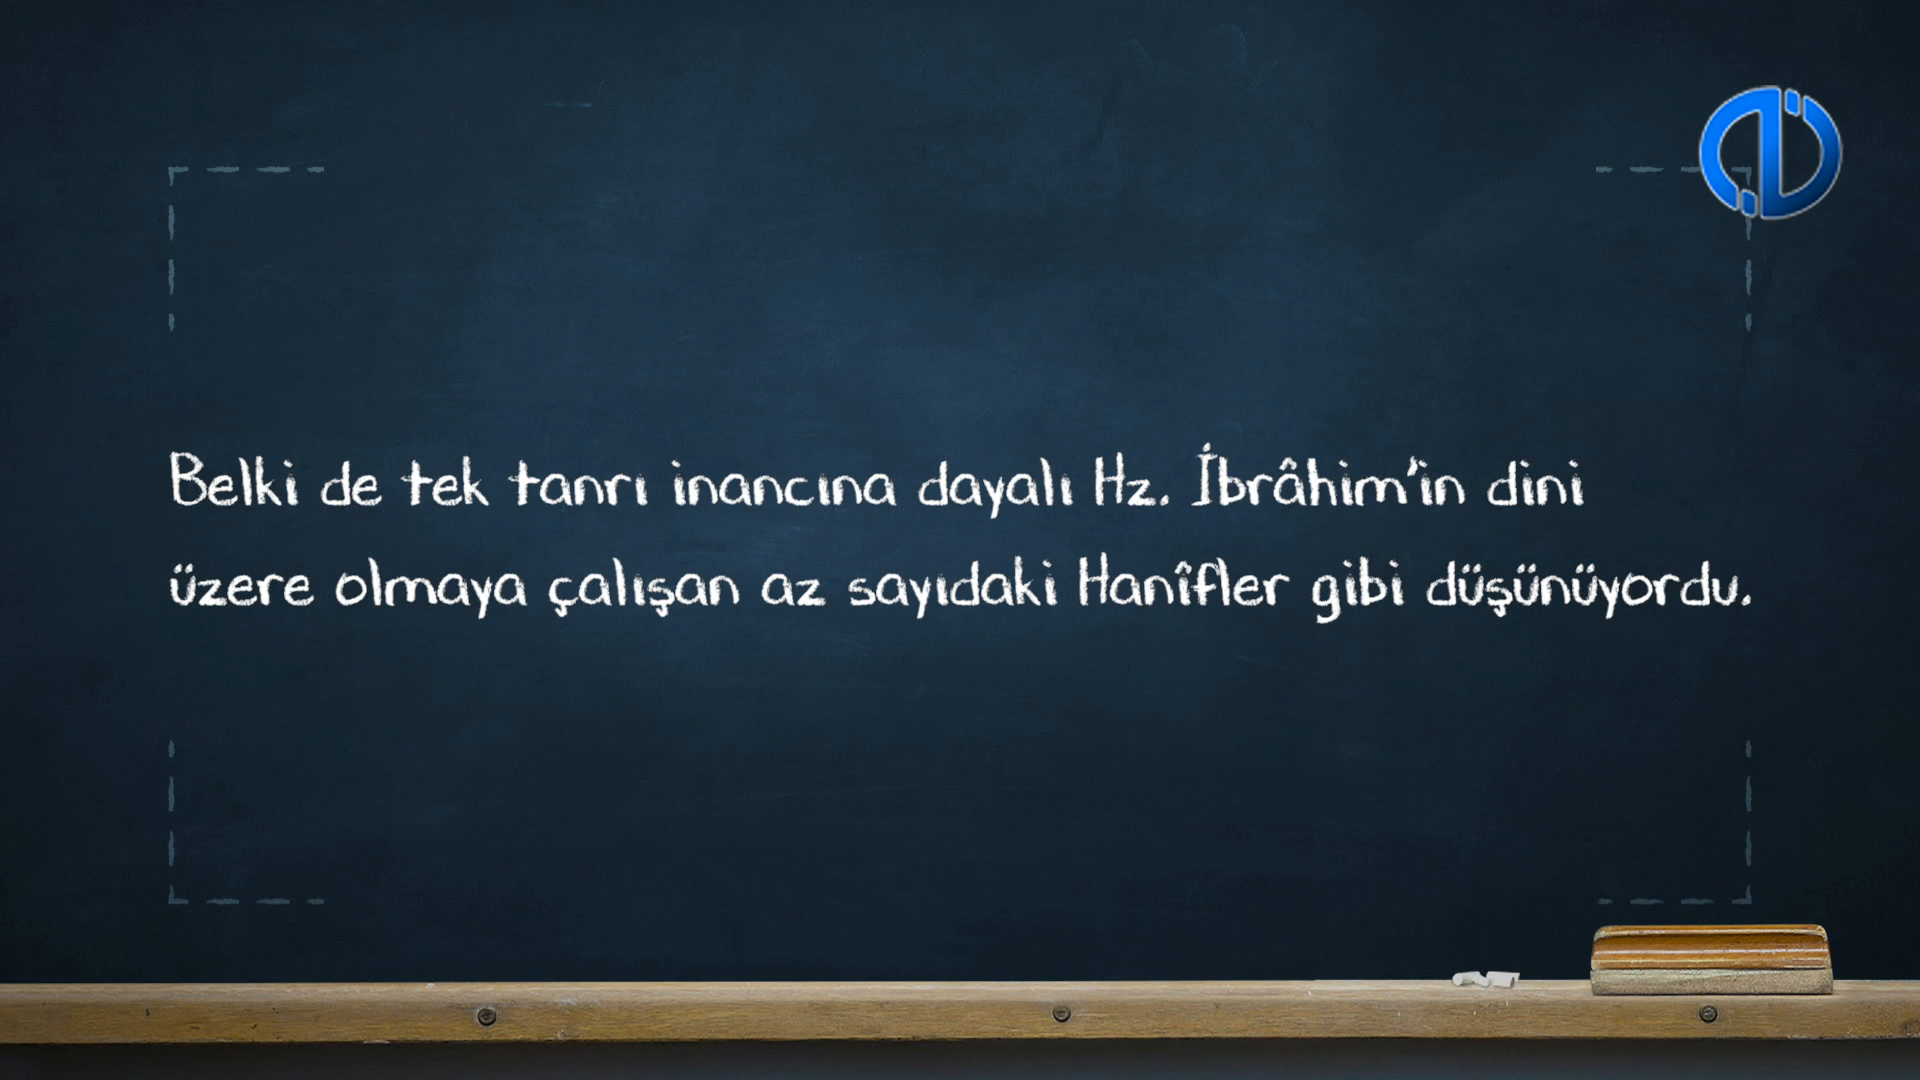 Belki de tek tanrı inancına dayalı Hz. İbrâhim'in dini
üzere olmaya çalışan az sayıdaki Hanîfler gibi düşünüyordu.